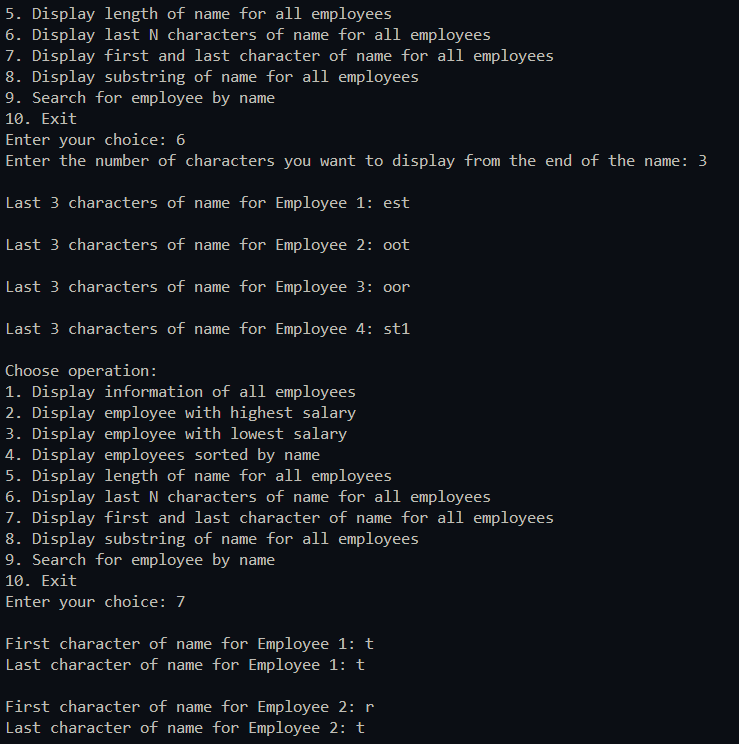 5. Display length of name for all employees
6. Display last N characters of name for all employees
7. Display first and last character of name for all employees
8. Display substring of name for all employees
9. Search for employee by name
10. Exit
Enter your choice: 6
Enter the number of characters you want to display from the end of the name: 3
Last 3 characters of name for Employee 1: est
Last 3 characters of name for Employee 2: oot
Last 3 characters of name for Employee 3: oor
Last 3 characters of name for Employee 4: st1
Choose operation:
1. Display information of all employees
2. Display employee with highest salary
3. Display employee with lowest salary
4. Display employees sorted by name
5. Display length of name for all employees
6. Display last N characters of name for all employees
7. Display first and last character of name for all employees
8. Display substring of name for all employees
9. Search for employee by name
10. Exit
Enter your choice: 7
First character of name for Employee 1: t
Last character of name for Employee 1: t
First character of name for Employee 2: r
Last character of name for Employee 2: t